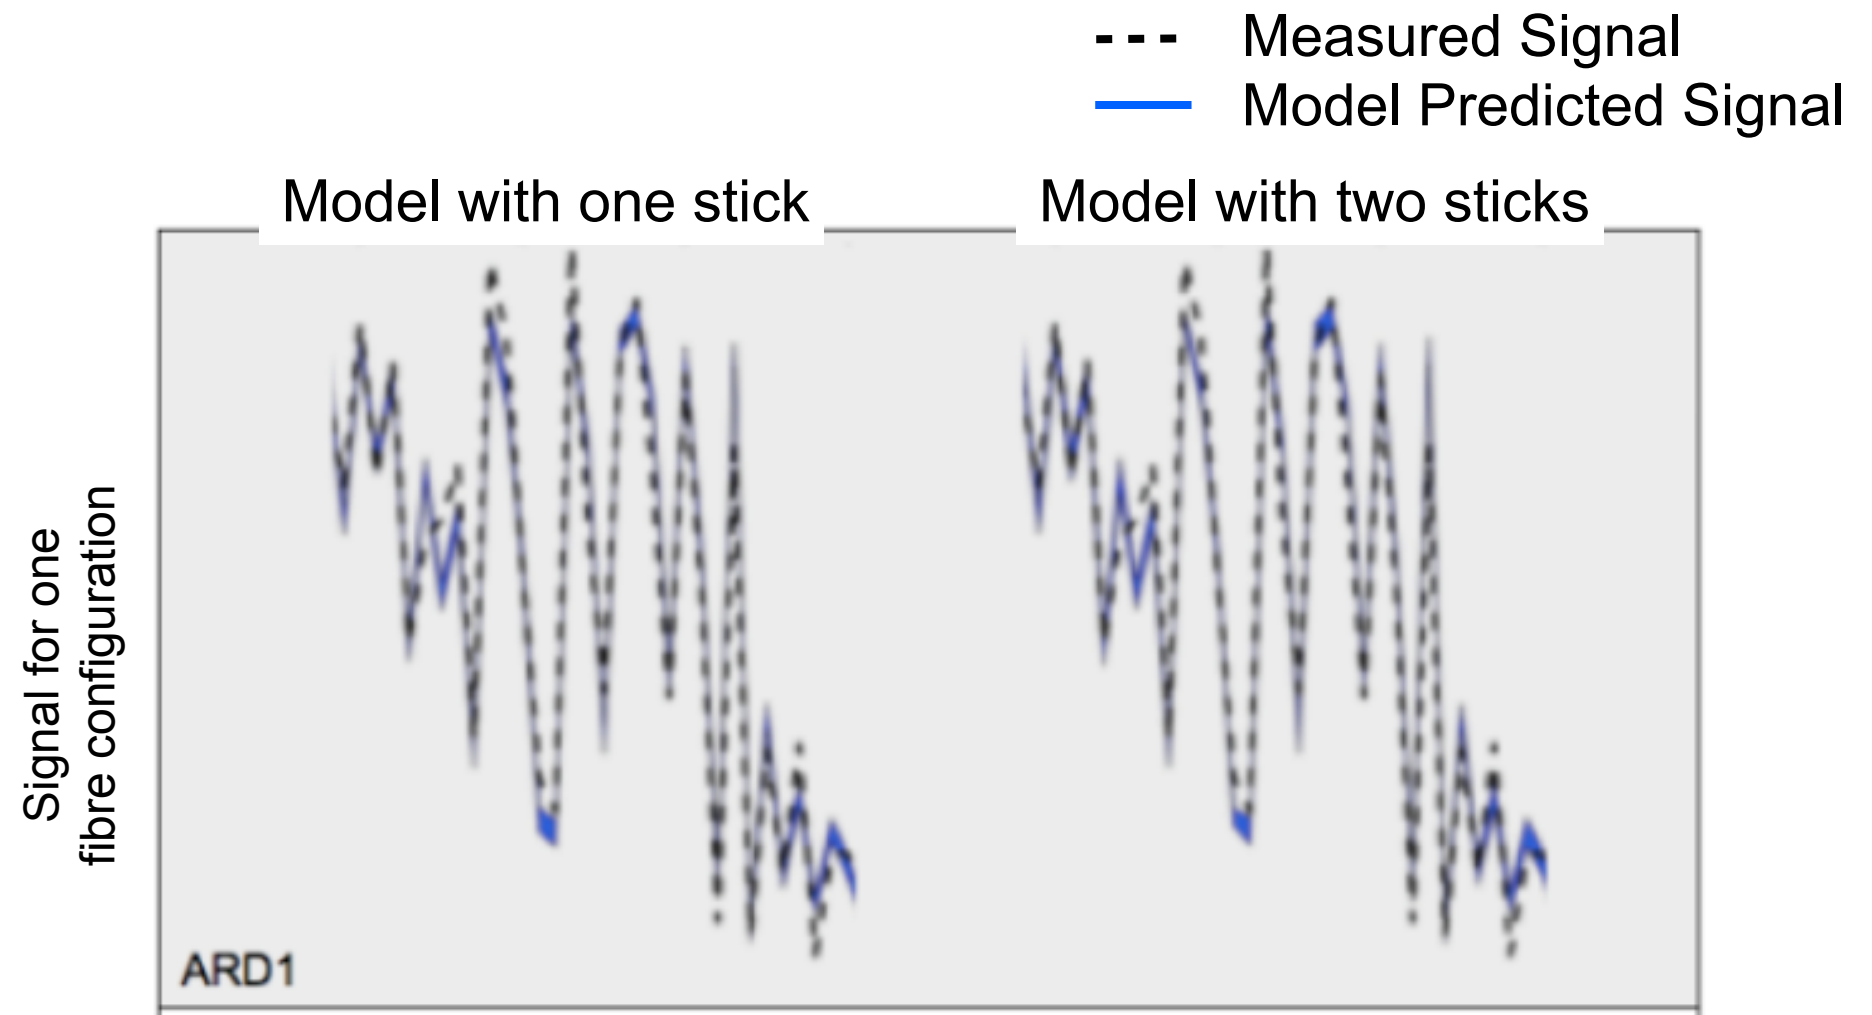 Measured Signal
Model Predicted Signal
Model with one stick
Model with two sticks
Signal for one
fibre configuration
ARD1